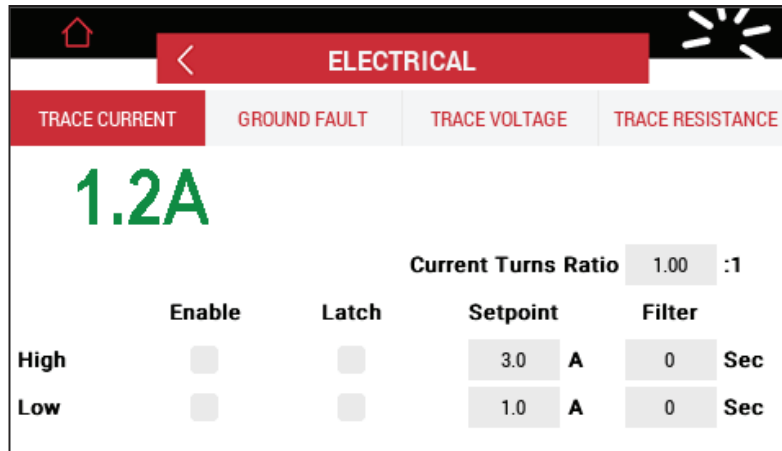 ELECTRICAL
TRACE CURRENT GROUND FAULT TRACE VOLTAGE TRACE RESISTANCE
1.2A
Current Turns Ratio 1.00 :1
Enable Latch Setpoint Filter
High 3.0 A 0 Sec
Low 1.0 A 0 Sec